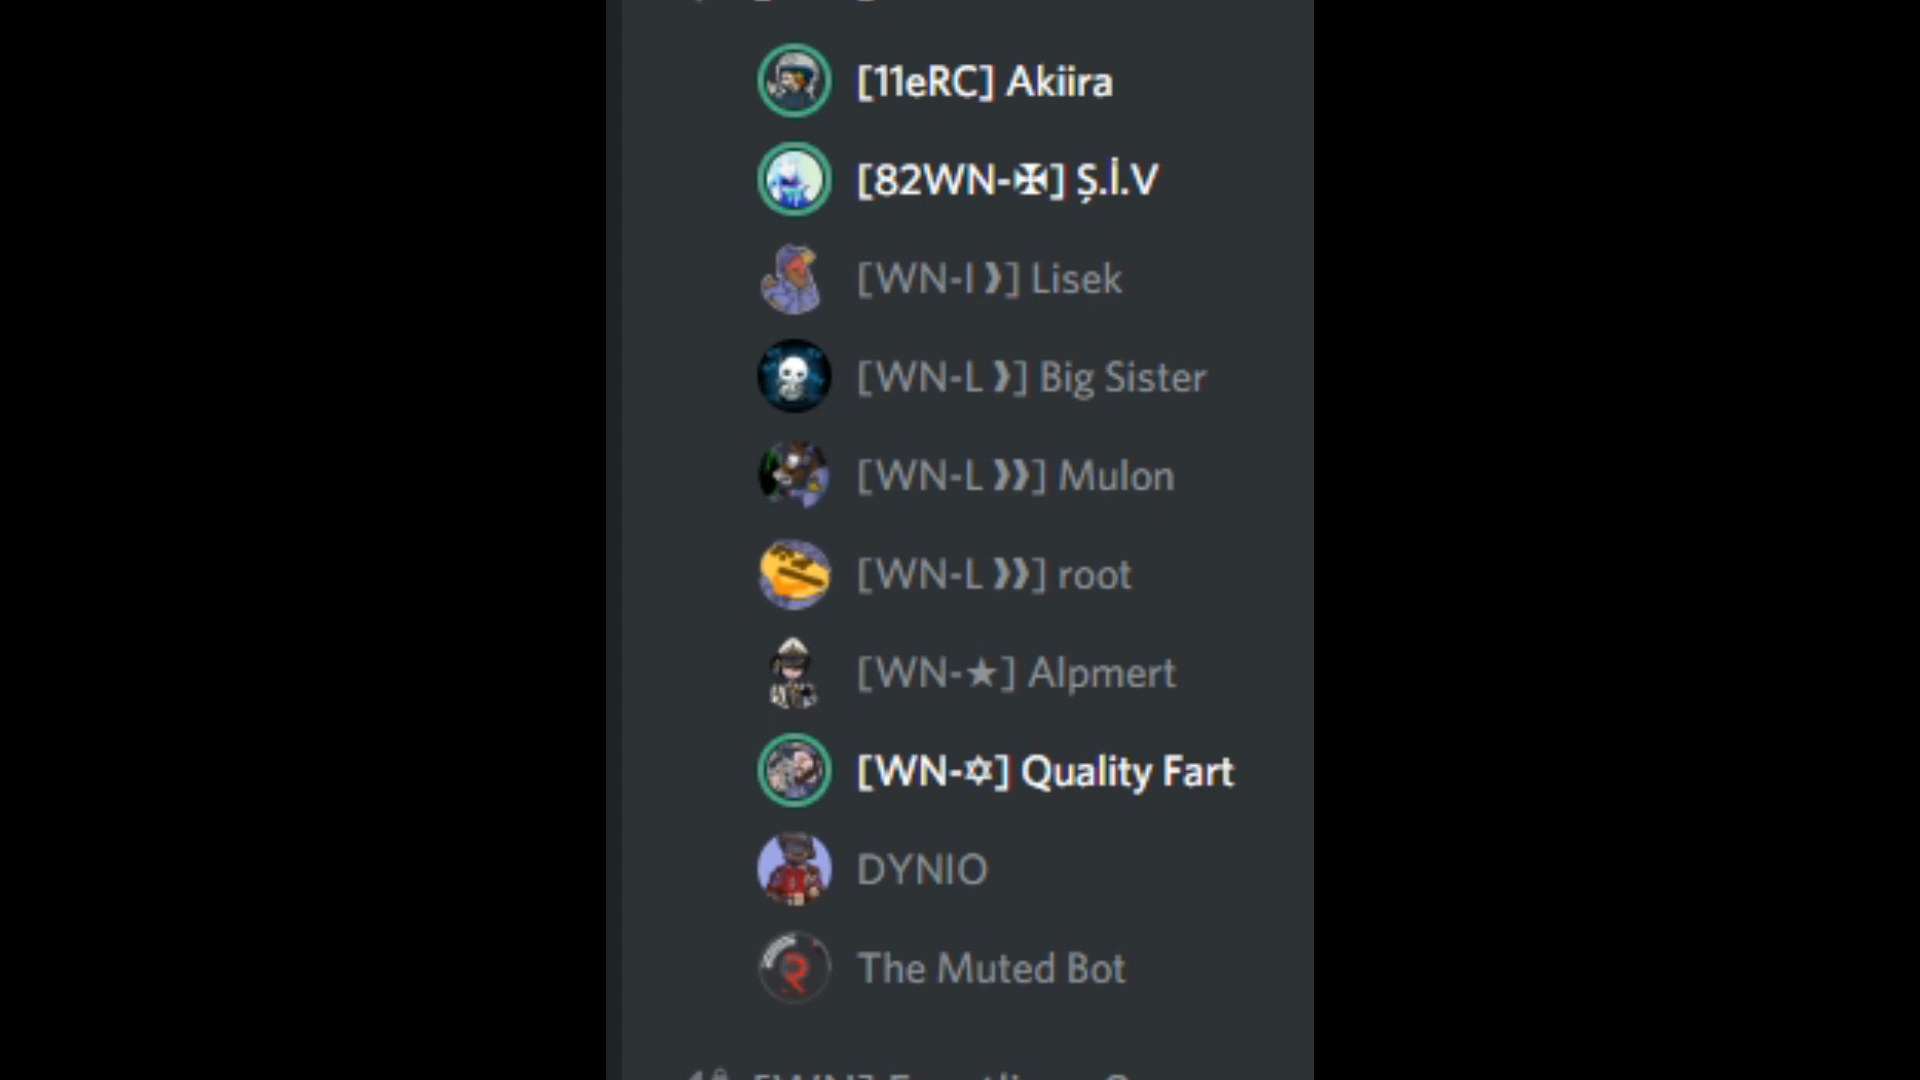 [11eRC] Akiira
[82WN-✠] Ș.İ.V
[WN-I ❩] Lisek
[WN-L ❩] Big Sister
[WN-L ❩❩] Mulon
[WN-L ❩❩] root
[WN-★] Alpmert
[WN-✡] Quality Fart
DYNIO
The Muted Bot